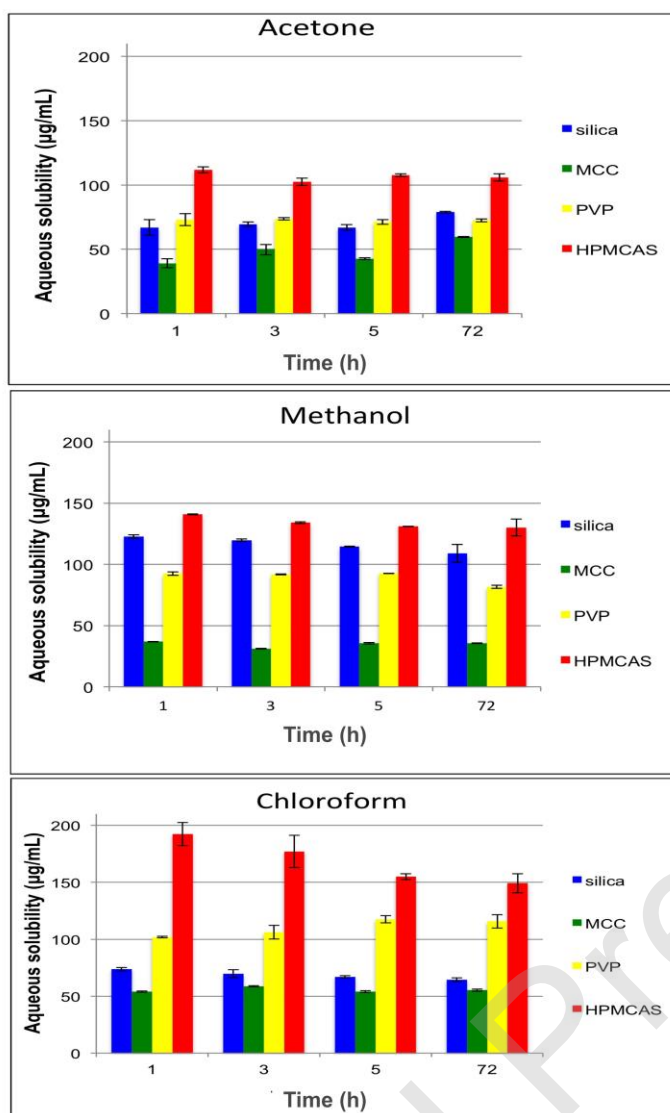 Acetone
Aqueous solubility (µg/mL)
200
150
100
50
0
1 3 5 72
Time (h)
silica
MCC
PVP
HPMCAS
Methanol
Aqueous solubility (µg/mL)
200
150
100
50
0
1 3 5 72
Time (h)
silica
MCC
PVP
HPMCAS
Chloroform
Aqueous solubility (µg/mL)
200
150
100
50
0
1 3 5 72
Time (h)
silica
MCC
PVP
HPMCAS